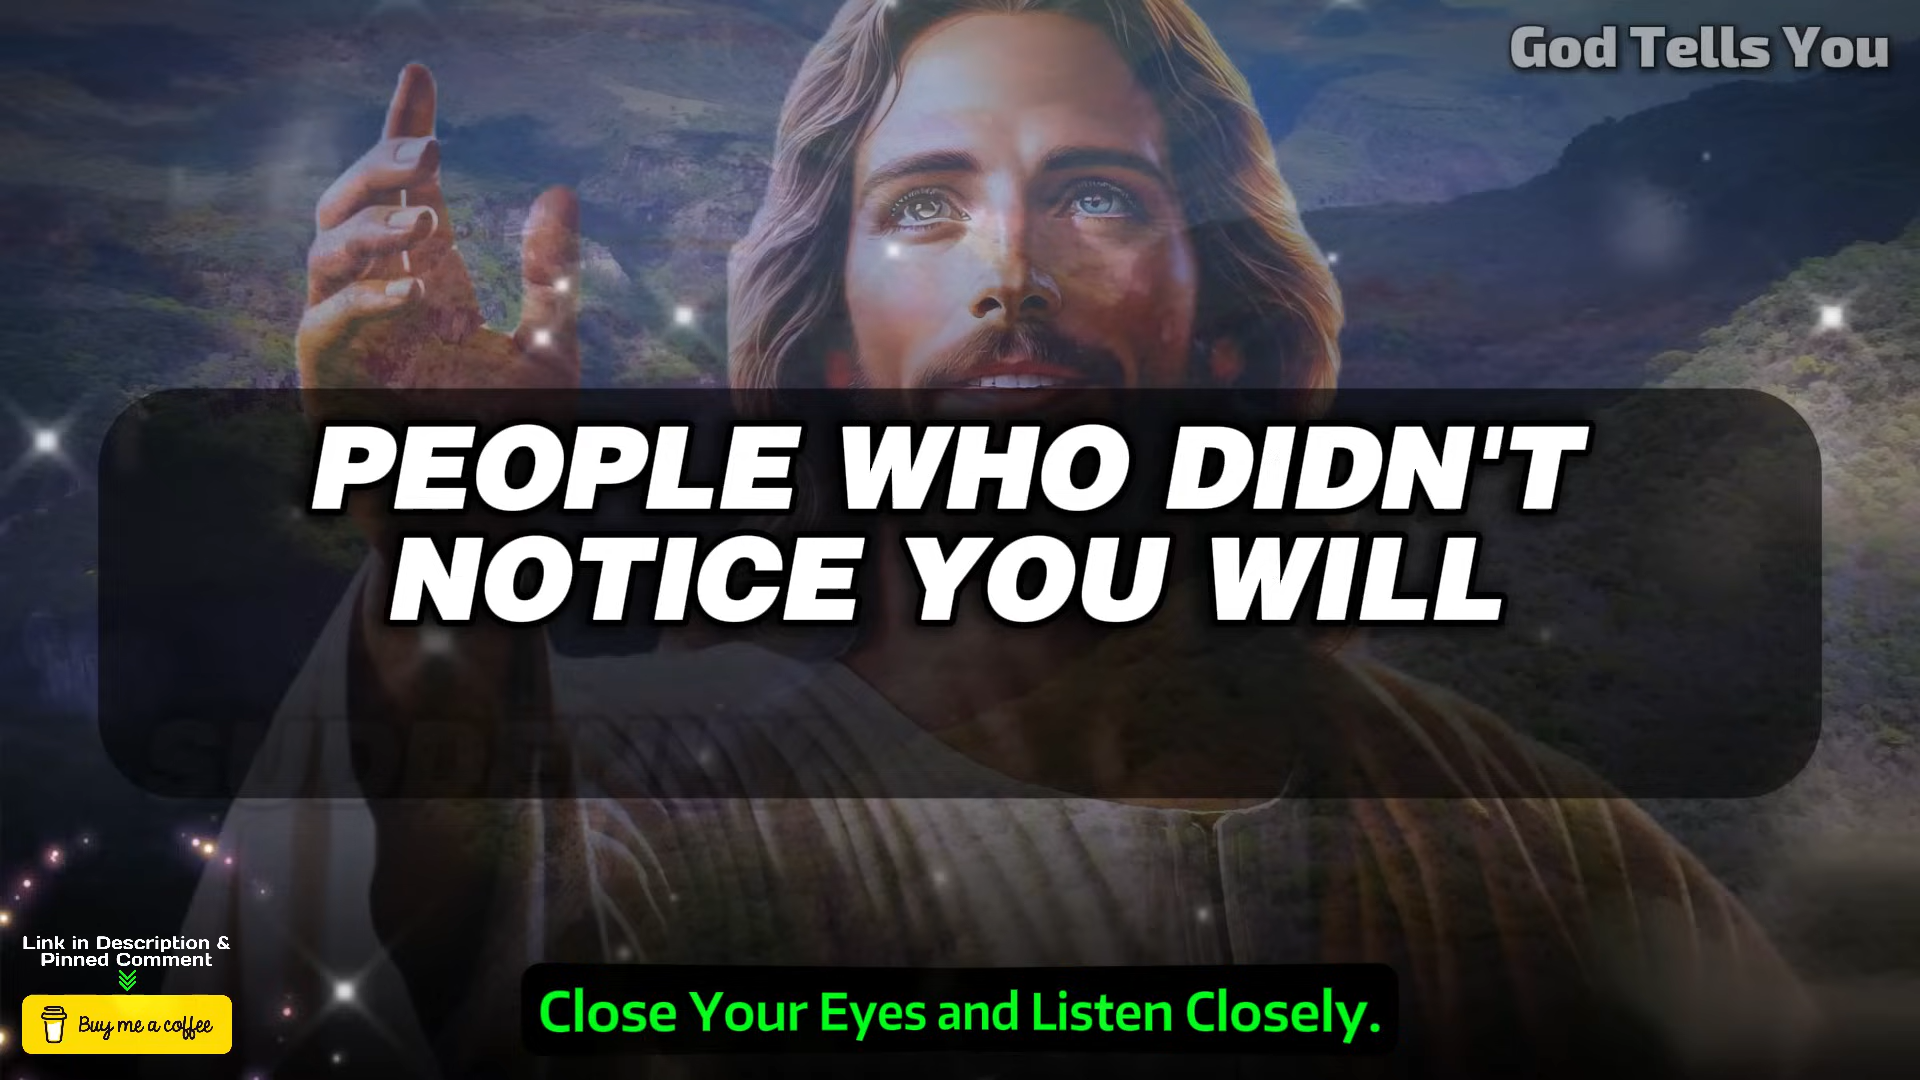 God Tells You
PEOPLE WHO DIDN'T
NOTICE YOU WILL
Link in Description &
Pinned Comment
Buy me a coffee
Close Your Eyes and Listen Closely.